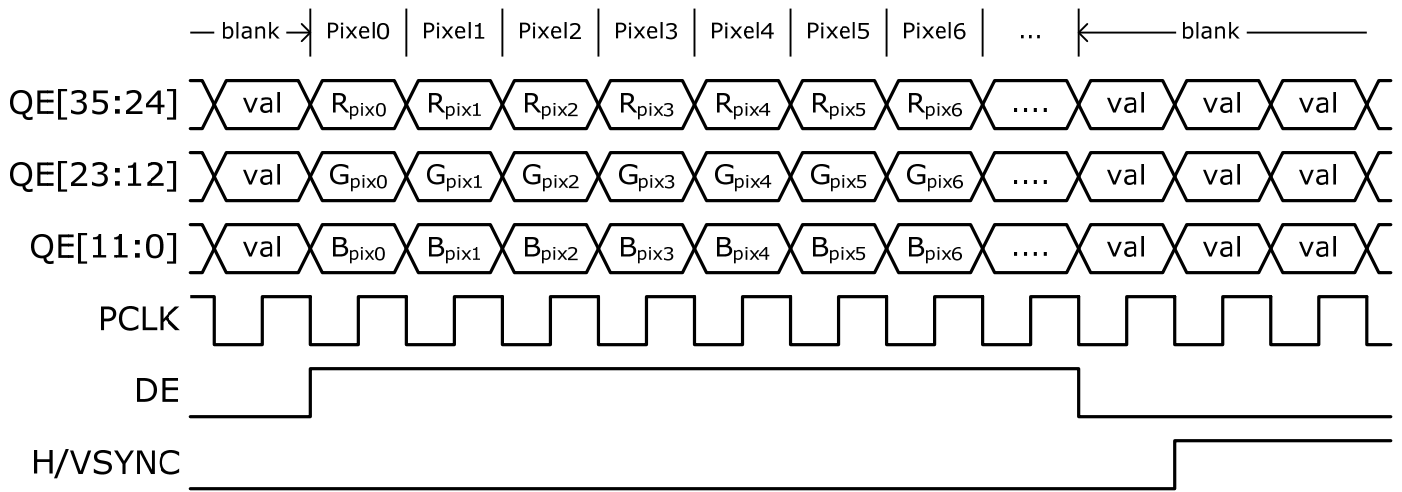 blank Pixel0 Pixel1 Pixel2 Pixel3 Pixel4 Pixel5 Pixel6 ... blank
QE[35:24] val Rpix0 Rpix1 Rpix2 Rpix3 Rpix4 Rpix5 Rpix6 .... val val val
QE[23:12] val Gpix0 Gpix1 Gpix2 Gpix3 Gpix4 Gpix5 Gpix6 .... val val val
QE[11:0] val Bpix0 Bpix1 Bpix2 Bpix3 Bpix4 Bpix5 Bpix6 .... val val val
PCLK
DE
H/VSYNC